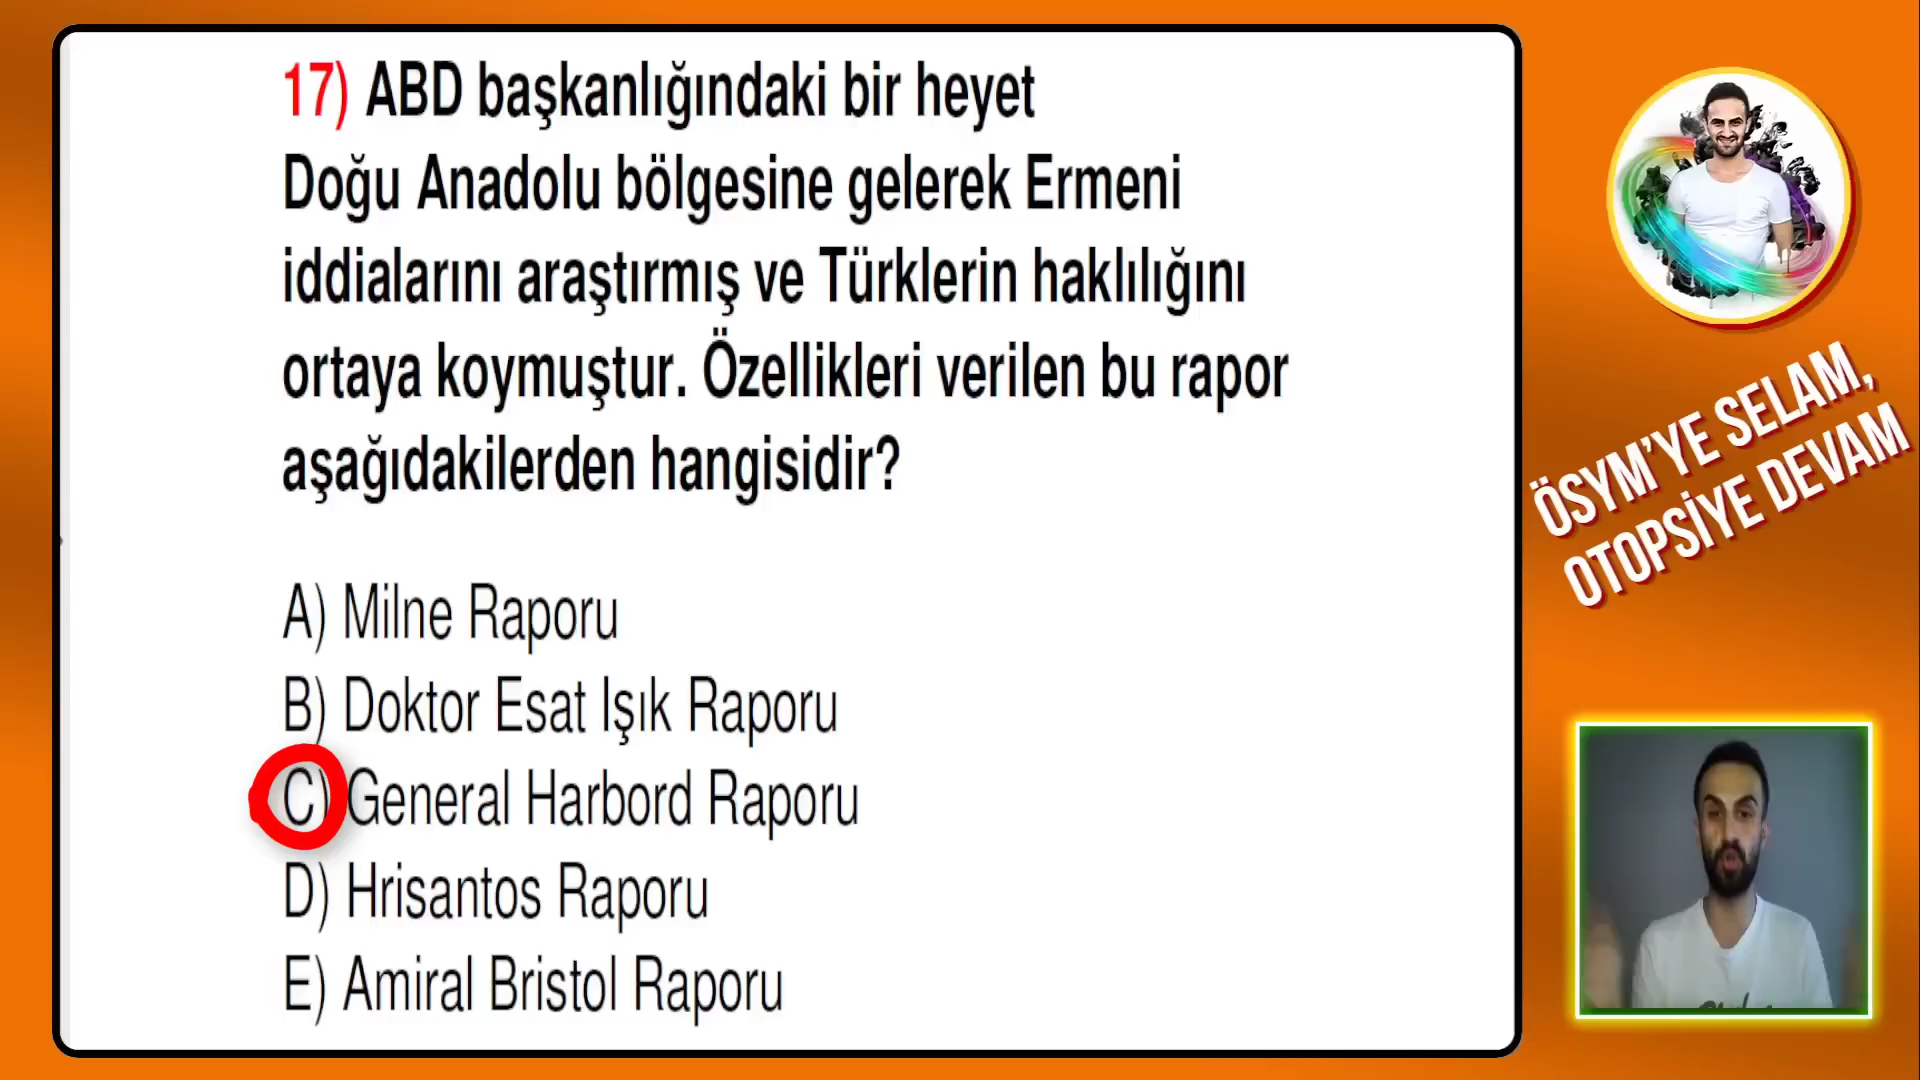 17) ABD başkanlığındaki bir heyet
Doğu Anadolu bölgesine gelerek Ermeni
iddialarını araştırmış ve Türklerin haklılığını
ortaya koymuştur. Özellikleri verilen bu rapor
aşağıdakilerden hangisidir?
A) Milne Raporu
B) Doktor Esat Işık Raporu
C) General Harbord Raporu
D) Hrisantos Raporu
E) Amiral Bristol Raporu
ÖSYM'YE SELAM,
OTOPSİYE DEVAM